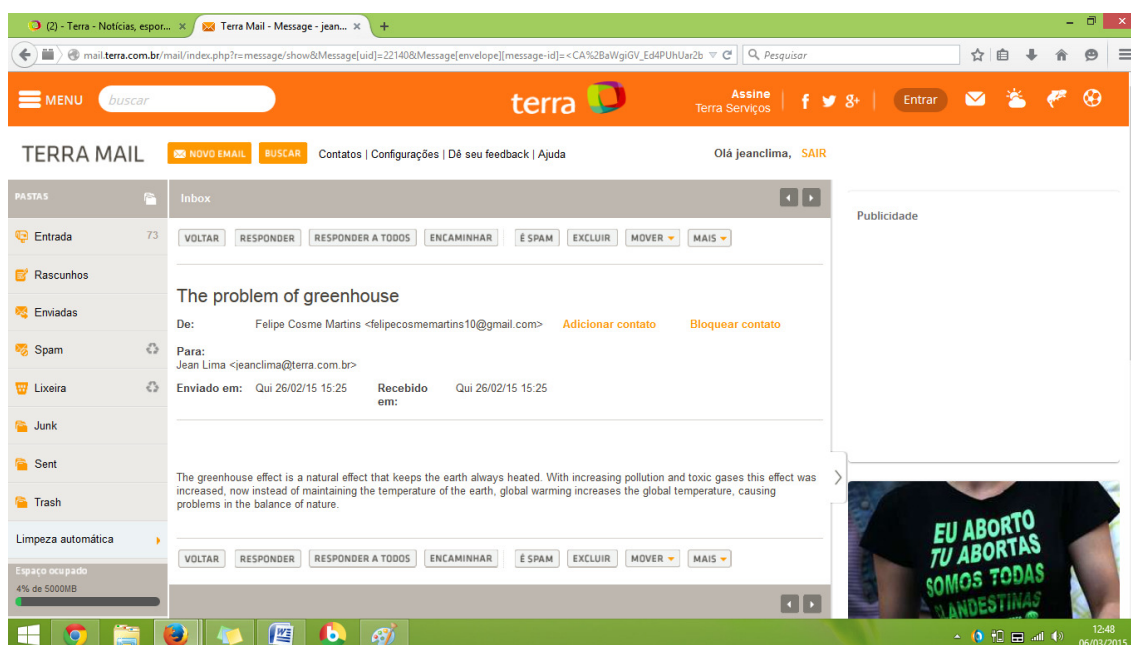 (2) - Terra - Notícias, espor...
Terra Mail - Message - jean...
mail.terra.com.br/mail/index.php?r=message/show&Message[uid]=22140&Message[envelope][message-id]=<CA%2BaWgiGV_Ed4PUhUar2b
Pesquisar
MENU
buscar
terra
Assine
Terra Serviços
Entrar
TERRA MAIL
NOVO EMAIL
BUSCAR
Contatos | Configurações | Dê seu feedback | Ajuda
Olá jeanclima, SAIR
PASTAS
Entrada 73
Rascunhos
Enviadas
Spam
Lixeira
Junk
Sent
Trash
Limpeza automática
Espaço ocupado
4% de 5000MB
Inbox
VOLTAR RESPONDER RESPONDER A TODOS ENCAMINHAR É SPAM EXCLUIR MOVER MAIS
The problem of greenhouse
De: Felipe Cosme Martins <felipecosmemartins10@gmail.com> Adicionar contato Bloquear contato
Para:
Jean Lima <jeanclima@terra.com.br>
Enviado em: Qui 26/02/15 15:25 Recebido em: Qui 26/02/15 15:25
The greenhouse effect is a natural effect that keeps the earth always heated. With increasing pollution and toxic gases this effect was
increased, now instead of maintaining the temperature of the earth, global warming increases the global temperature, causing
problems in the balance of nature.
VOLTAR RESPONDER RESPONDER A TODOS ENCAMINHAR É SPAM EXCLUIR MOVER MAIS
Publicidade
EU ABORTO
TU ABORTAS
SOMOS TODAS
CLANDESTINAS
12:48
06/03/2015